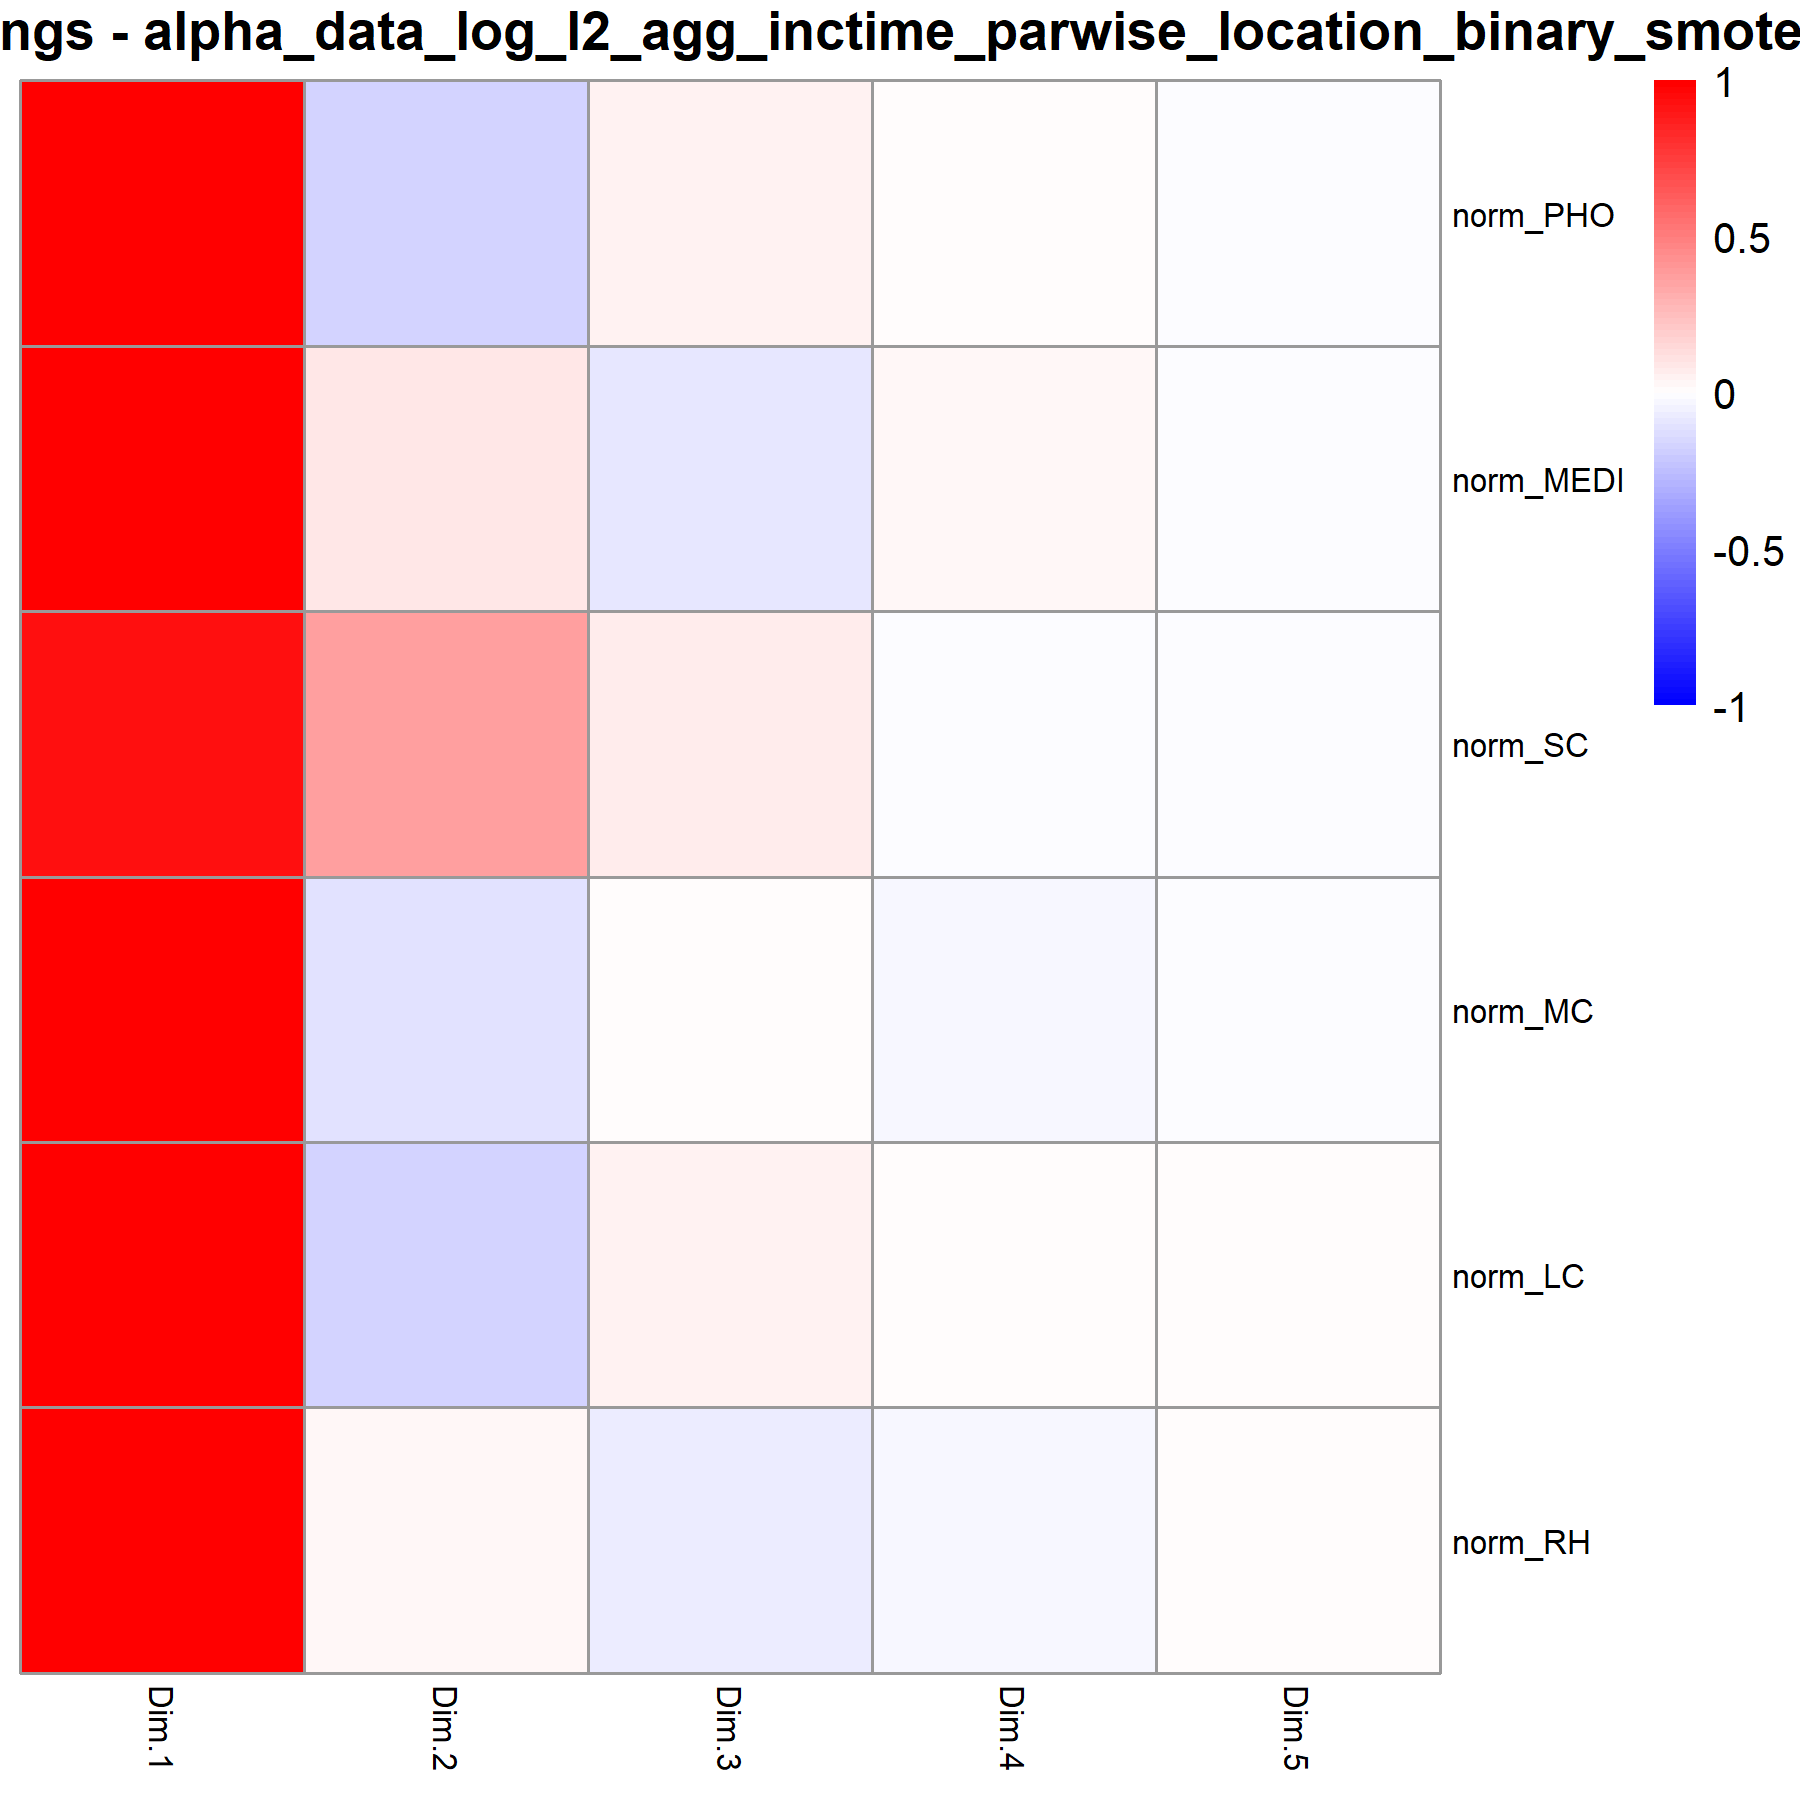 ngs - alpha_data_log_l2_agg_inctime_parwise_location_binary_smote
1
0.5
0
-0.5
-1
norm_PHO
norm_MEDI
norm_SC
norm_MC
norm_LC
norm_RH
Dim.1
Dim.2
Dim.3
Dim.4
Dim.5